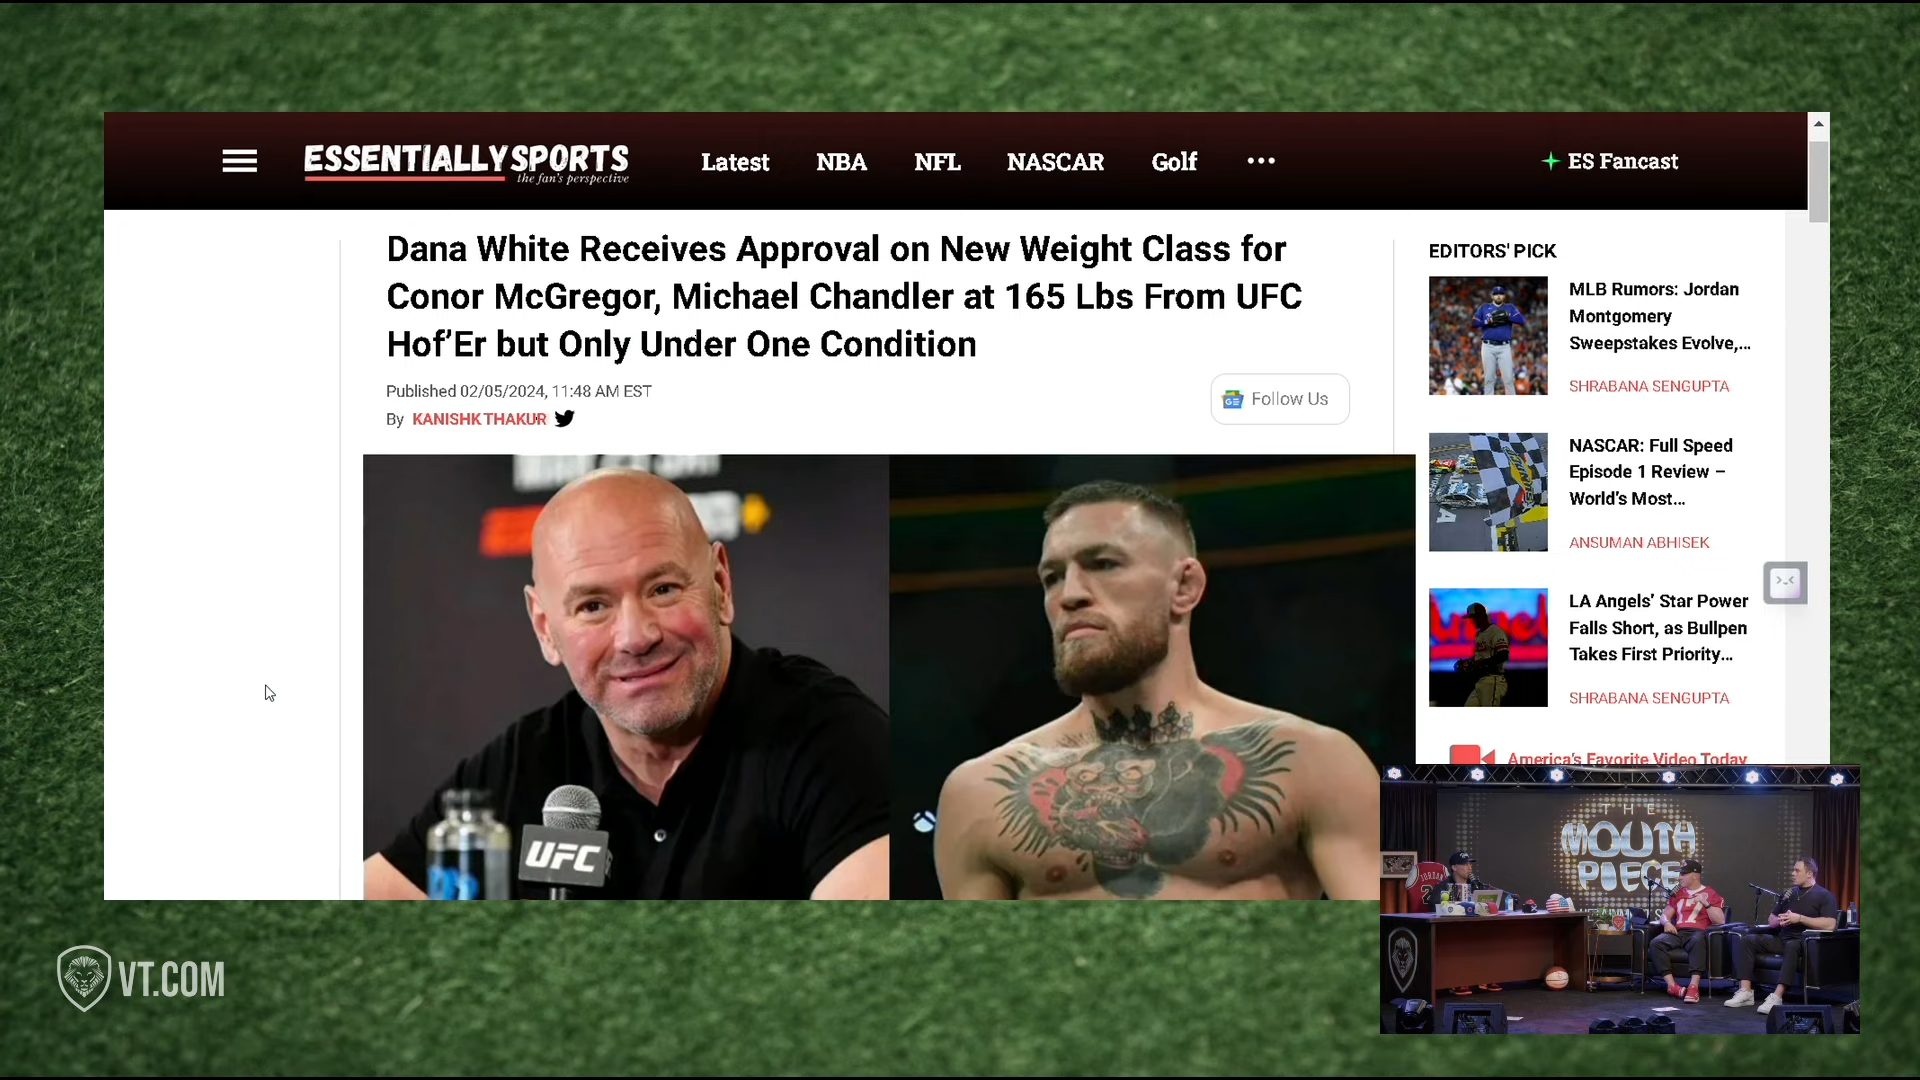 ESSENTIALLYSPORTS
the fan's perspective
Latest
NBA
NFL
NASCAR
Golf
ES Fancast
Dana White Receives Approval on New Weight Class for
Conor McGregor, Michael Chandler at 165 Lbs From UFC
Hof'Er but Only Under One Condition
Published 02/05/2024, 11:48 AM EST
By KANISHK THAKUR
GE Follow Us
UFC
EDITORS' PICK
MLB Rumors: Jordan
Montgomery
Sweepstakes Evolve,...
SHRABANA SENGUPTA
NASCAR: Full Speed
Episode 1 Review –
World's Most...
ANSUMAN ABHISEK
LA Angels' Star Power
Falls Short, as Bullpen
Takes First Priority...
SHRABANA SENGUPTA
America's Favorite Video Today
THE
MOUTH
PIECE
JORDAN
17
VT.COM